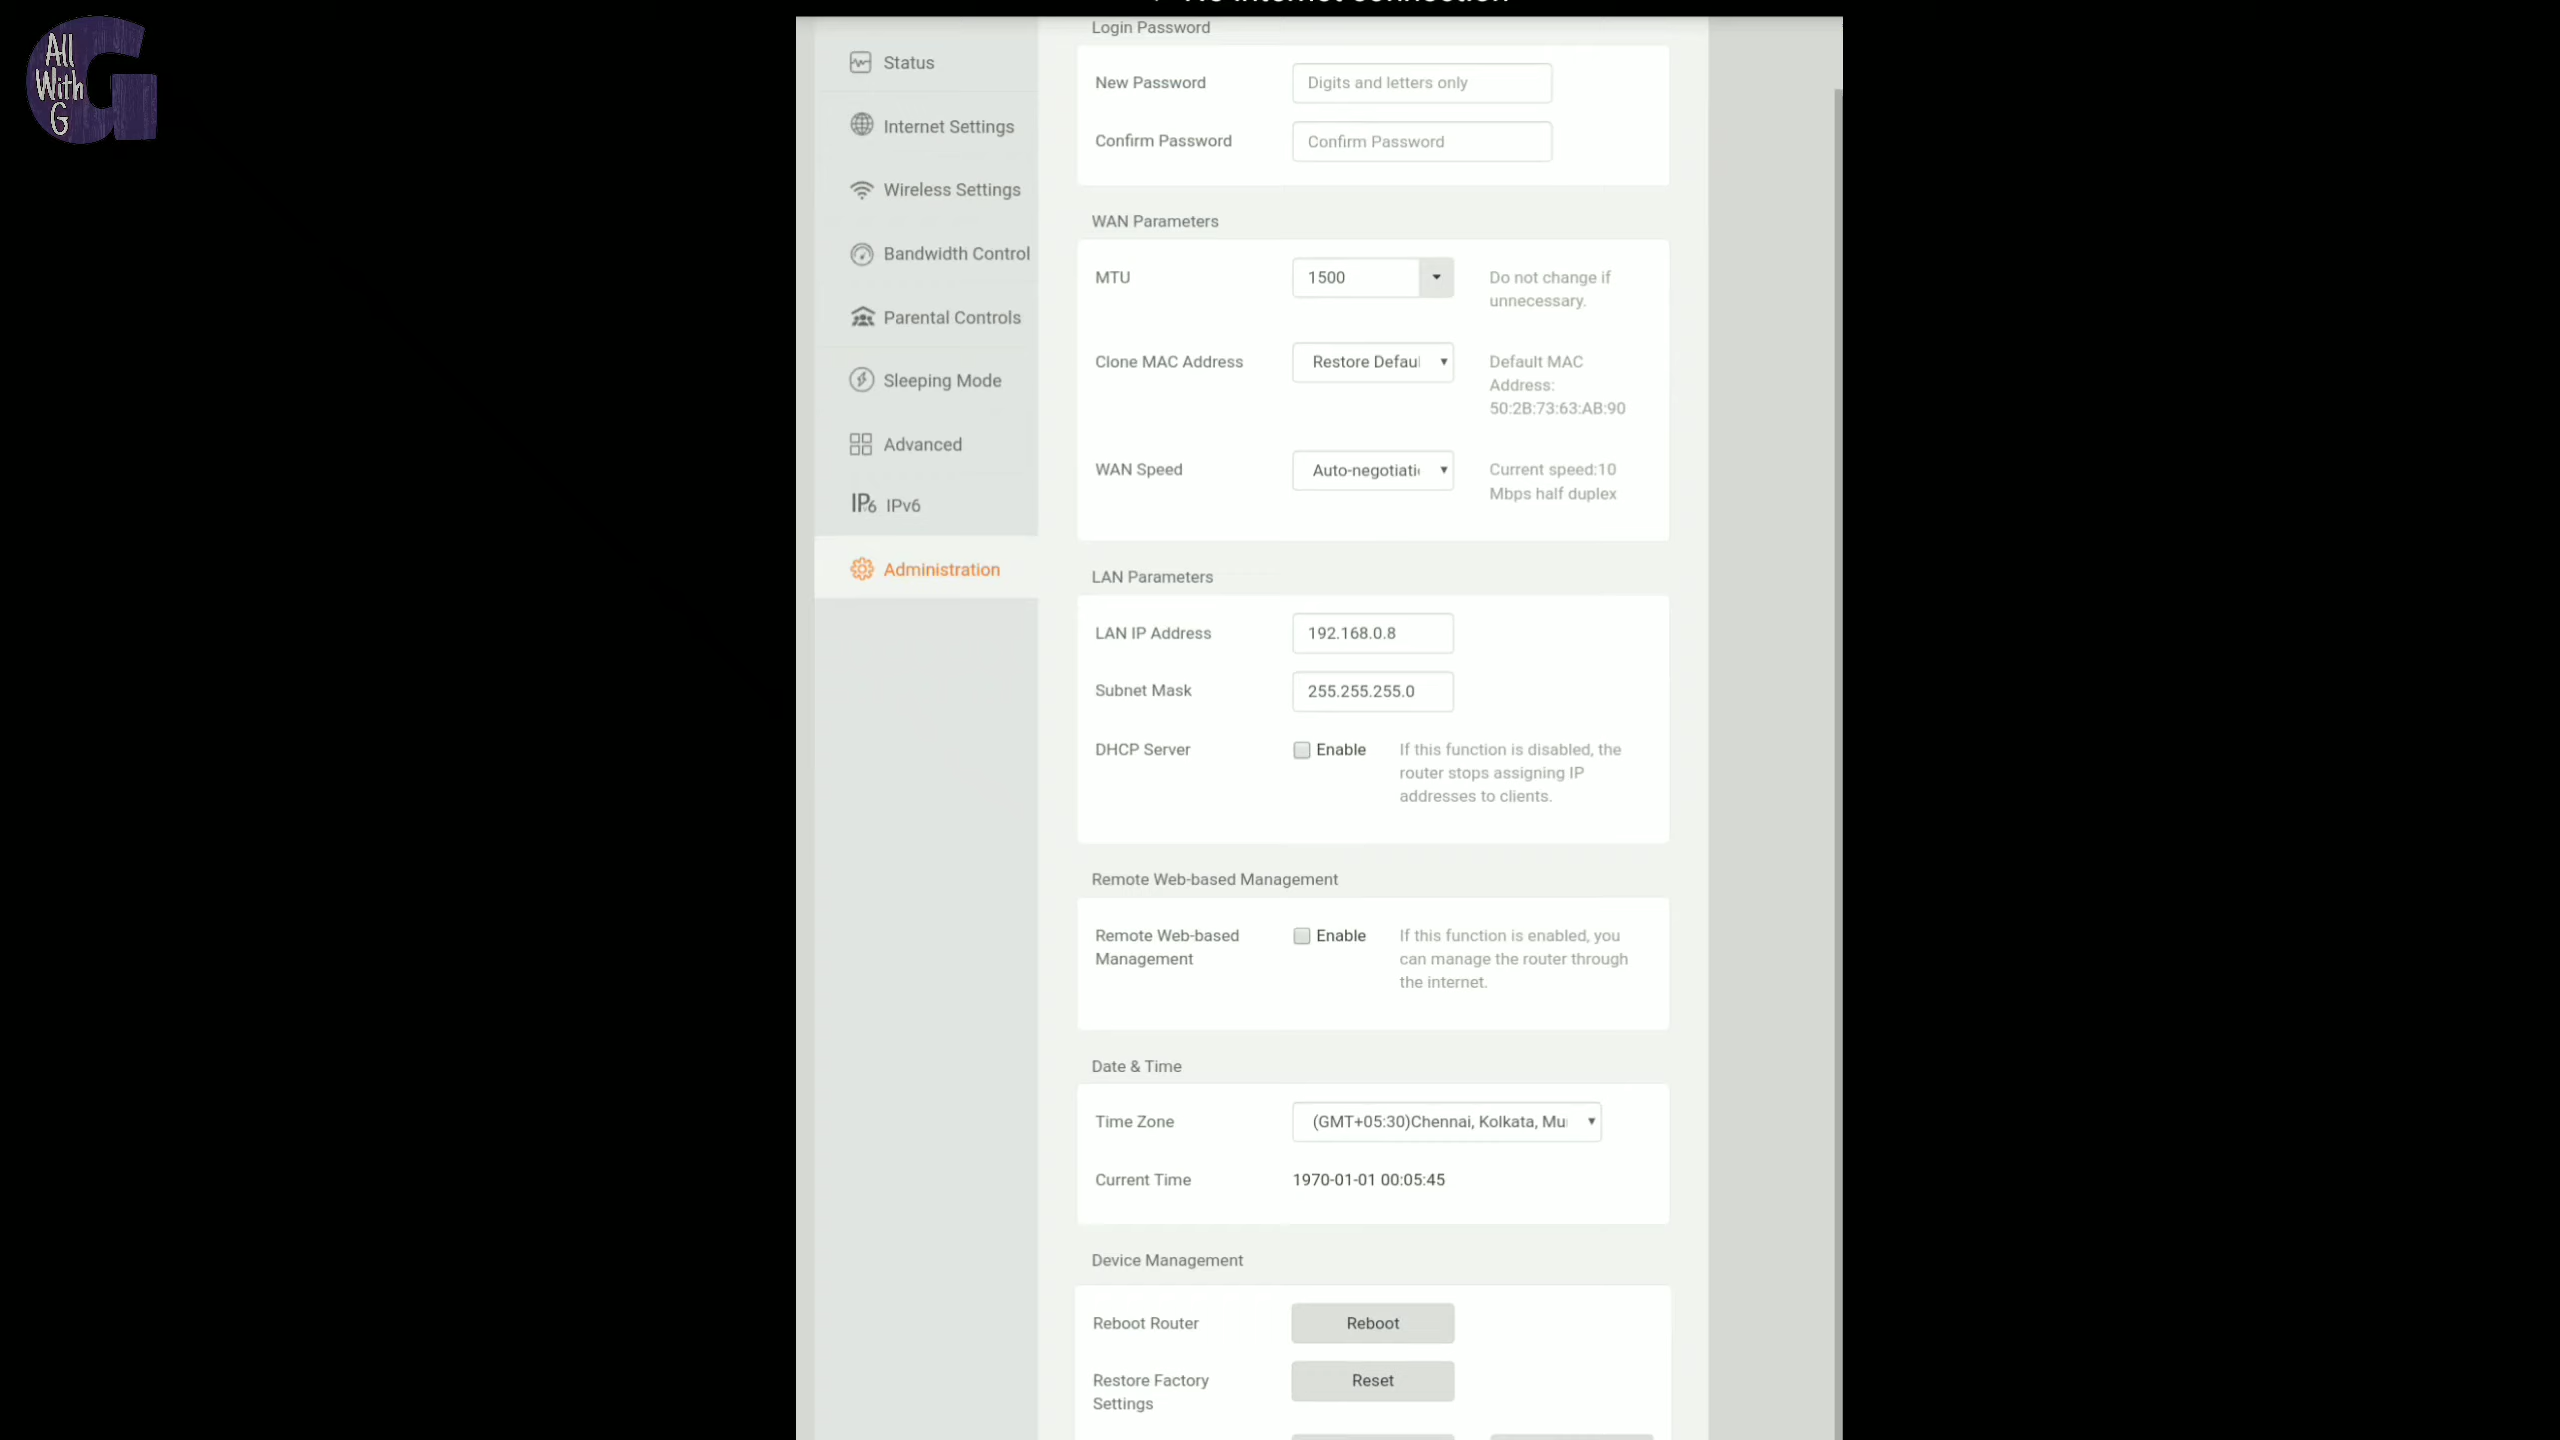 All
With
G
No internet connection
Login Password
Status
New Password
Digits and letters only
Internet Settings
Confirm Password
Confirm Password
Wireless Settings
WAN Parameters
Bandwidth Control
MTU
1500
Do not change if
unnecessary.
Parental Controls
Clone MAC Address
Restore Defau
Default MAC
Address:
50:2B:73:63:AB:90
Sleeping Mode
Advanced
WAN Speed
Auto-negotiati
Current speed:10
Mbps half duplex
IPv6 IPv6
Administration
LAN Parameters
LAN IP Address
192.168.0.8
Subnet Mask
255.255.255.0
DHCP Server
Enable
If this function is disabled, the
router stops assigning IP
addresses to clients.
Remote Web-based Management
Remote Web-based
Management
Enable
If this function is enabled, you
can manage the router through
the internet.
Date & Time
Time Zone
(GMT+05:30)Chennai, Kolkata, Mu
Current Time
1970-01-01 00:05:45
Device Management
Reboot Router
Reboot
Restore Factory
Settings
Reset